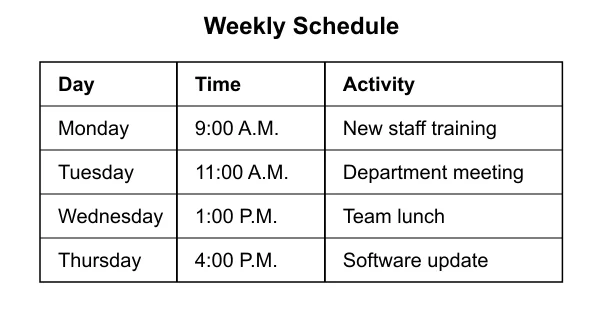 Weekly Schedule
Day Time Activity
Monday 9:00 A.M. New staff training
Tuesday 11:00 A.M. Department meeting
Wednesday 1:00 P.M. Team lunch
Thursday 4:00 P.M. Software update